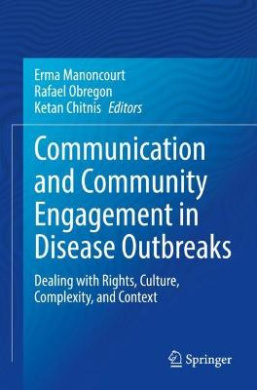 Erma Manoncourt
Rafael Obregon
Ketan Chitnis Editors
Communication
and Community
Engagement in
Disease Outbreaks
Dealing with Rights, Culture,
Complexity, and Context
Springer